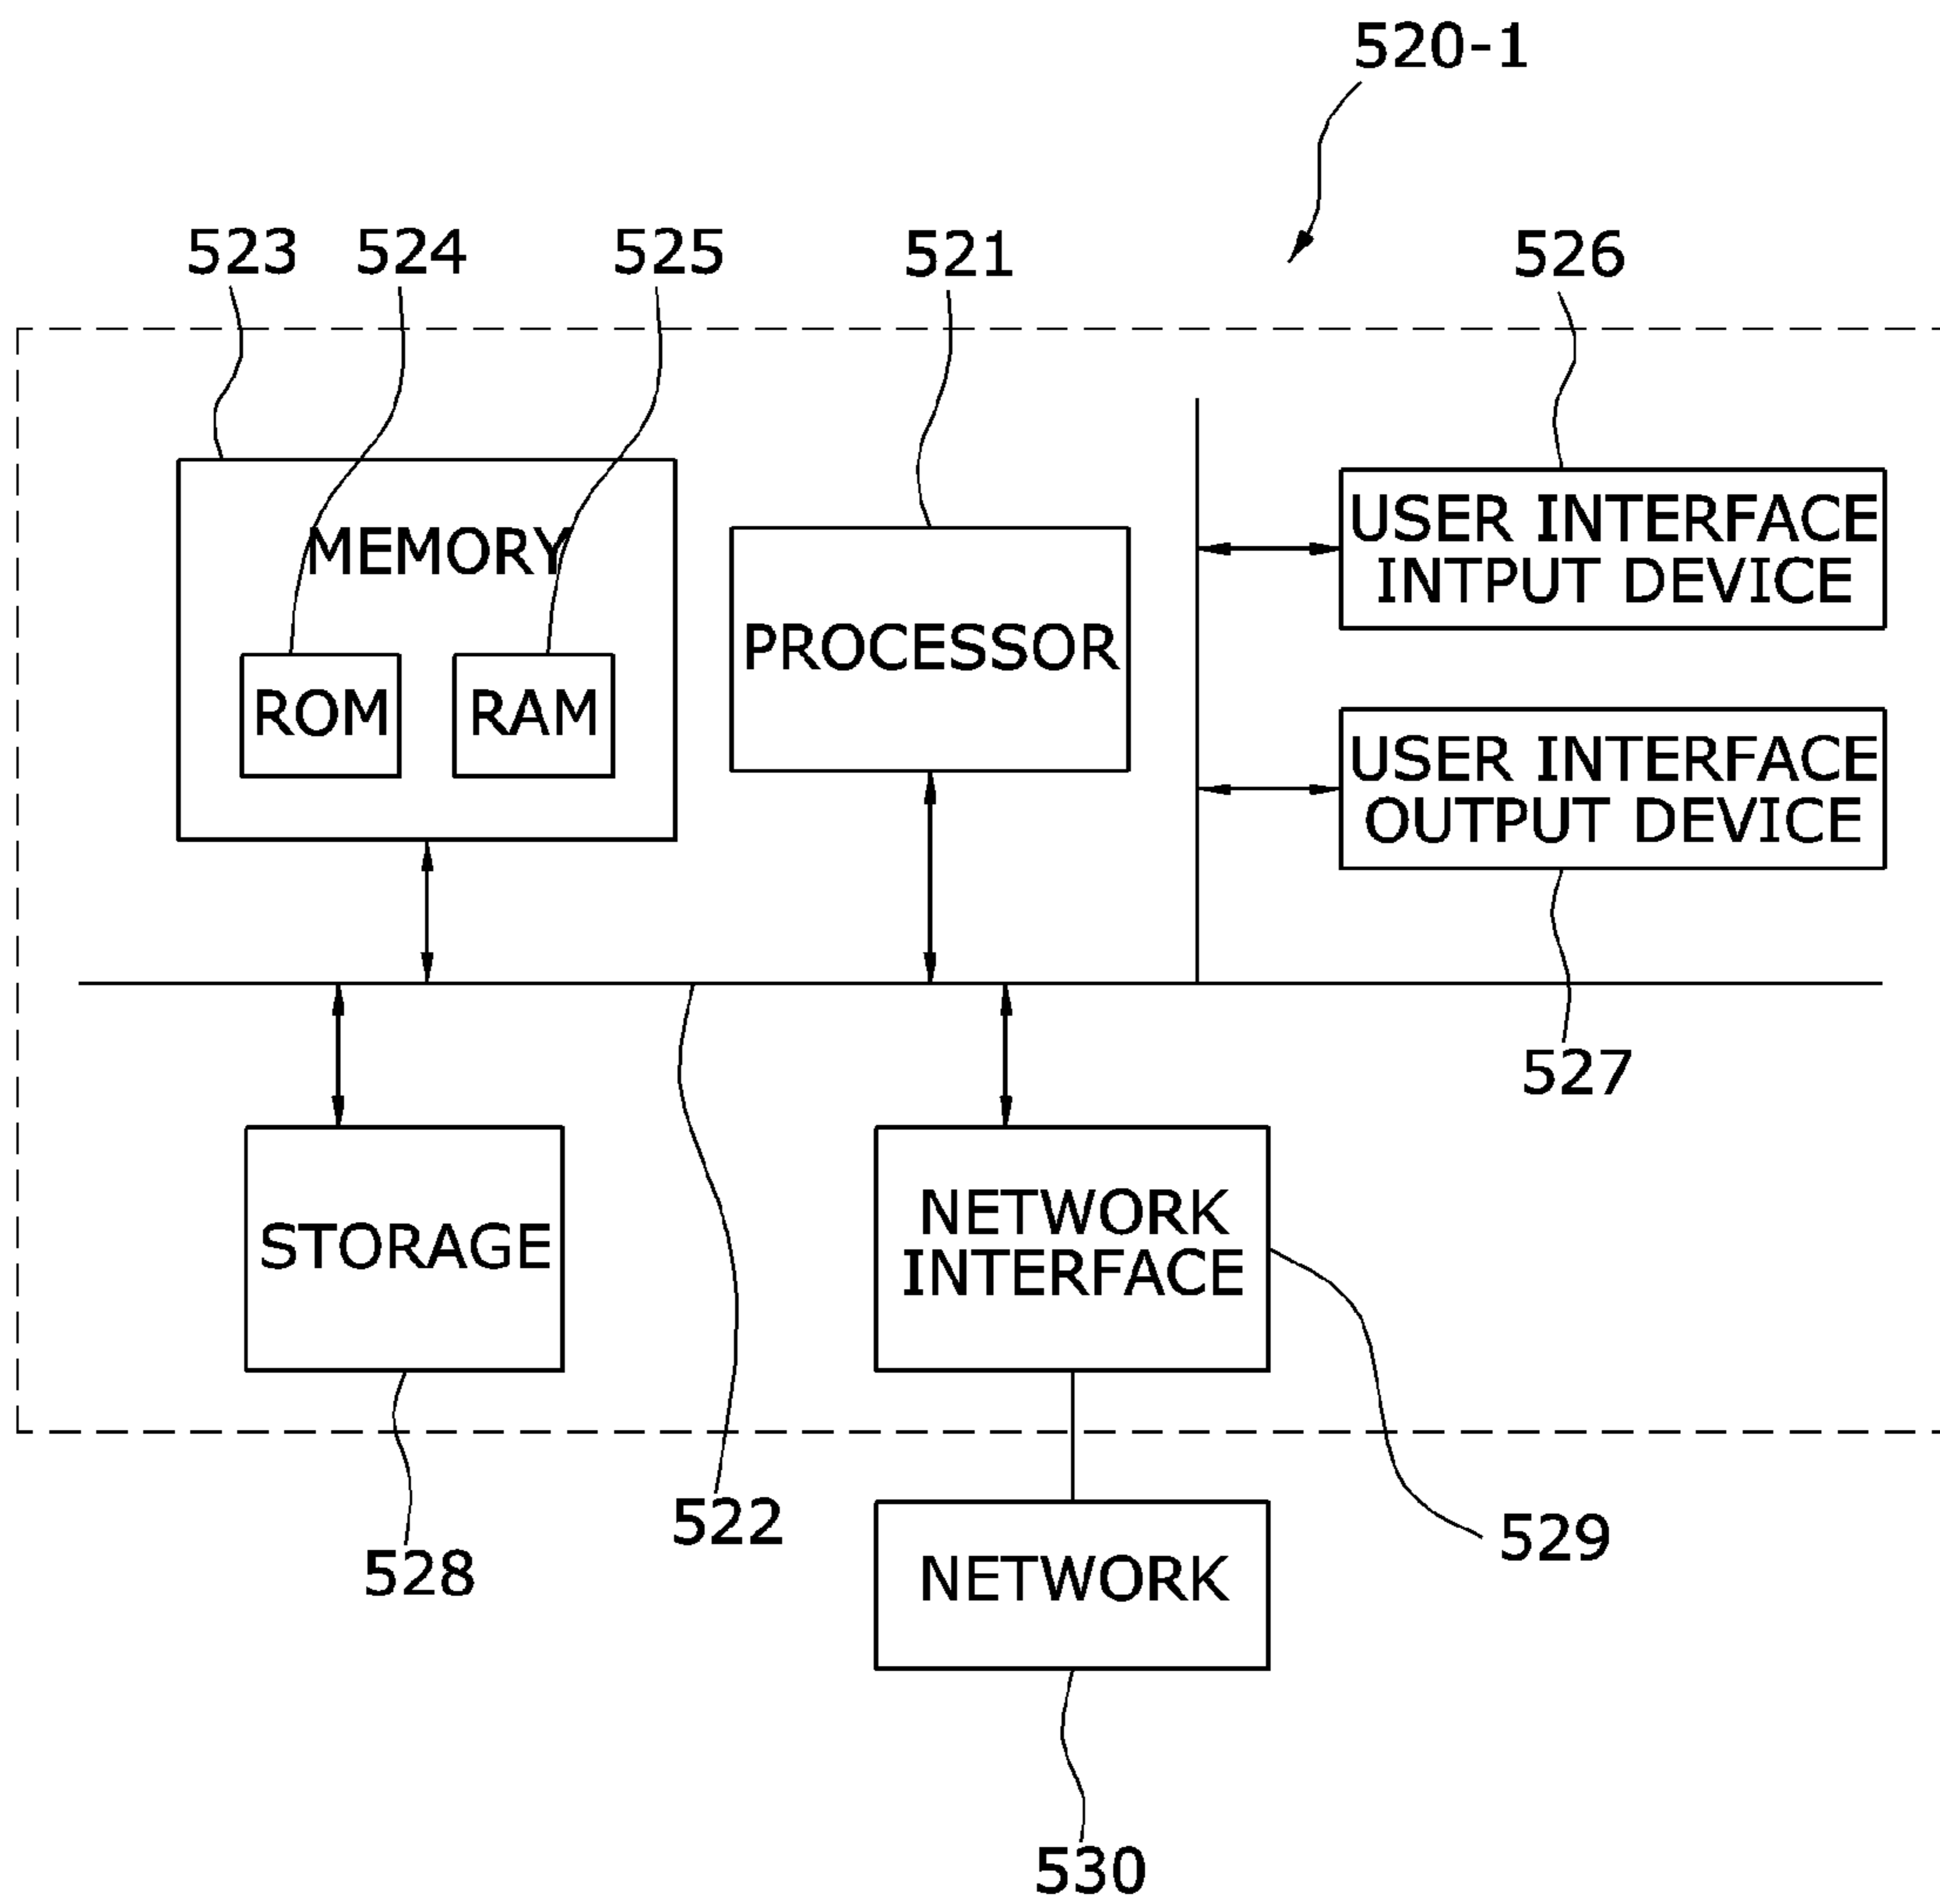 520-1
523
524
525
521
526
MEMORY
ROM
RAM
PROCESSOR
USER INTERFACE
INTPUT DEVICE
USER INTERFACE
OUTPUT DEVICE
527
STORAGE
NETWORK
INTERFACE
522
529
528
NETWORK
530